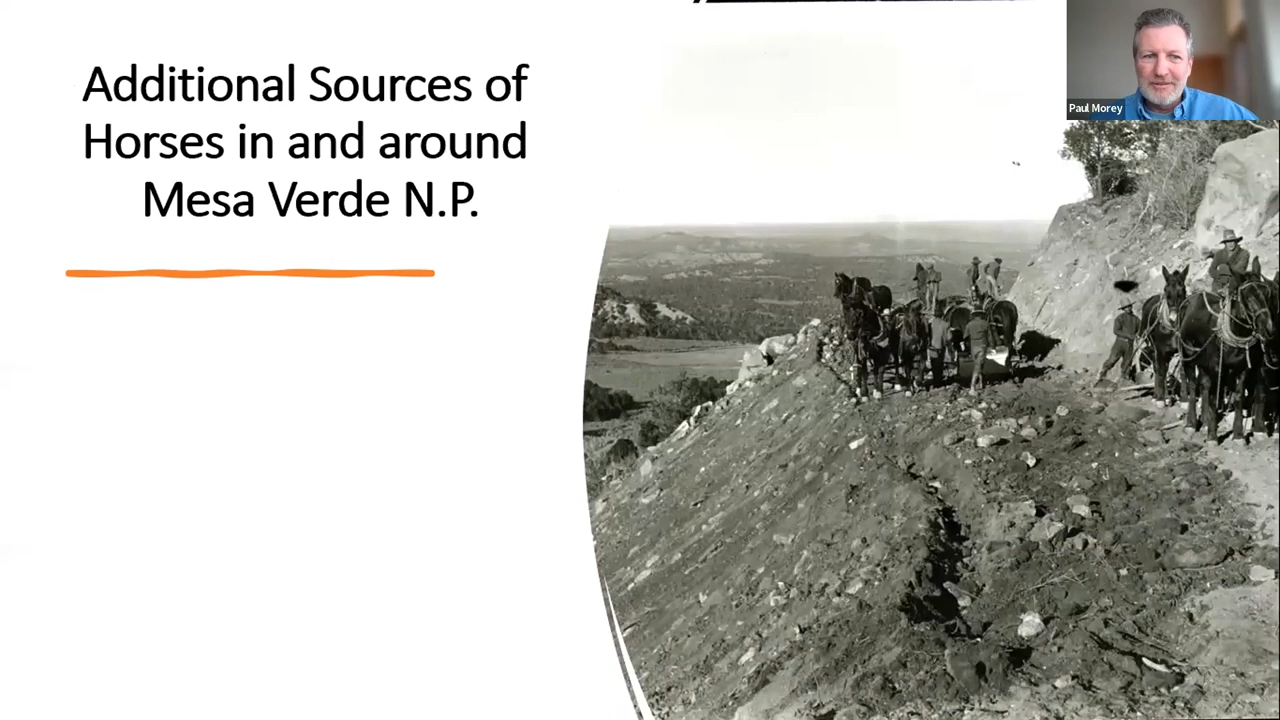 Additional Sources of
Horses in and around
Mesa Verde N.P.
Paul Morey